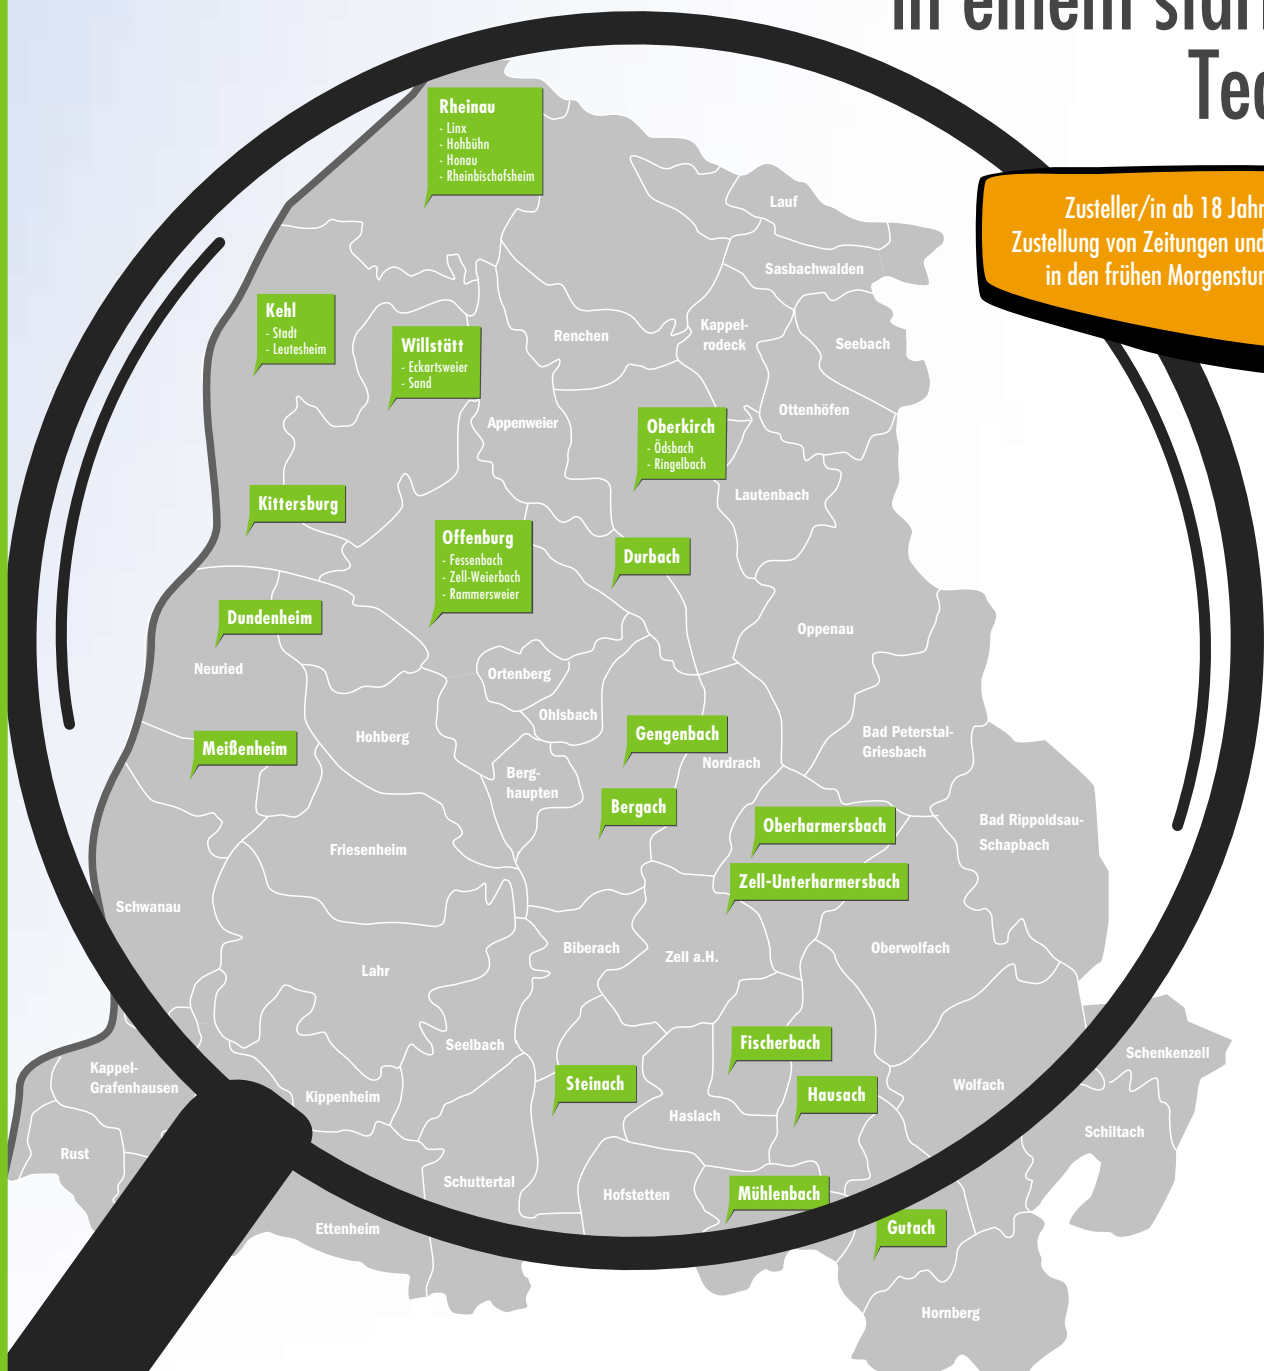 in einem
Rheinau
- Linx
- Hohbühn
- Honau
- Rheinbischofsheim
Lauf
Zusteller/in ab 18 Jahr
Zustellung von Zeitungen und
in den frühen Morgenstun
Sasbachwalden
Kehl
- Stadt
- Leutesheim
Willstätt
- Eckartsweier
- Sand
Renchen
Kappel-
rodeck
Seebach
Appenweier
Oberkirch
- Ödsbach
- Ringelbach
Ottenhöfen
Lautenbach
Kittersburg
Offenburg
- Fessenbach
- Zell-Weierbach
- Rammersweier
Durbach
Dundenheim
Oppenau
Neuried
Ortenberg
Ohlsbach
Meißenheim
Hohberg
Gengenbach
Nordrach
Bad Peterstal-
Griesbach
Berg-
haupten
Bergach
Oberharmersbach
Bad Rippoldsau-
Schapbach
Friesenheim
Zell-Unterharmersbach
Schwanau
Biberach
Zell a.H.
Oberwolfach
Lahr
Seelbach
Fischerbach
Schenkenzell
Kappel-
Grafenhausen
Kippenheim
Steinach
Hausach
Wolfach
Haslach
Schiltach
Rust
Schuttertal
Hofstetten
Mühlenbach
Ettenheim
Gutach
Hornberg